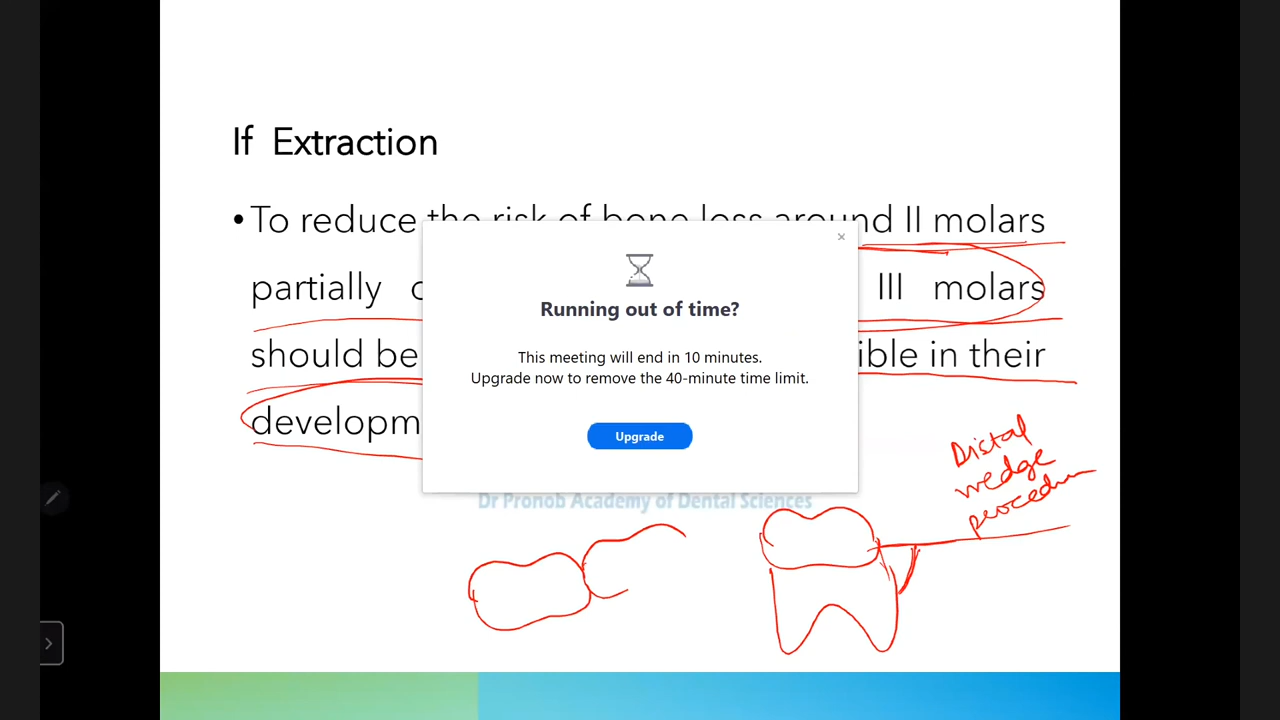 If Extraction
• To reduce the risk of bone loss around II molars
partially III molars
should be ible in their
developm
Running out of time?
This meeting will end in 10 minutes.
Upgrade now to remove the 40-minute time limit.
Upgrade
Dr Pronob Academy of Dental Sciences
Distal
wedge
procedure